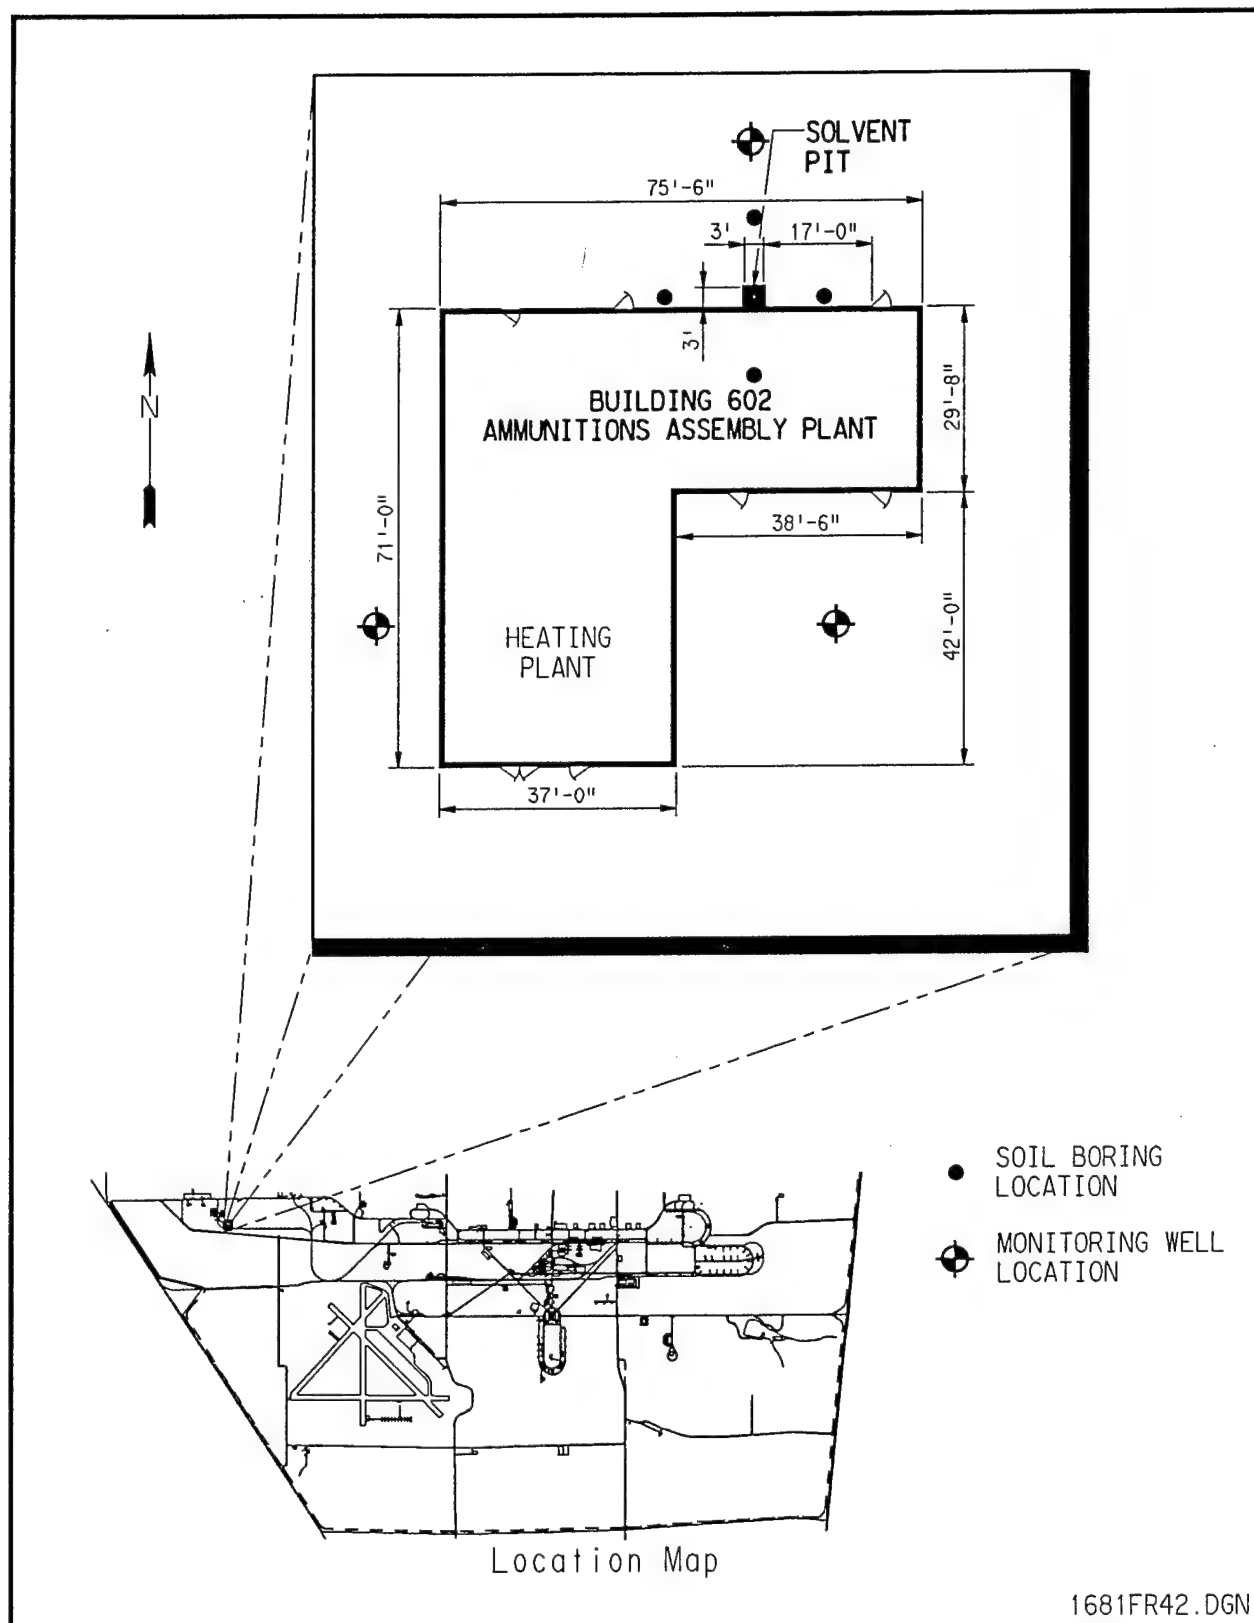 SOLVENT
PIT
75'-6"
3'
17'-0"
3'
N
BUILDING 602
AMMUNITIONS ASSEMBLY PLANT
29'-8"
71'-0"
38'-6"
HEATING
PLANT
42'-0"
37'-0"
SOIL BORING
LOCATION
MONITORING WELL
LOCATION
Location Map
1681FR42.DGN